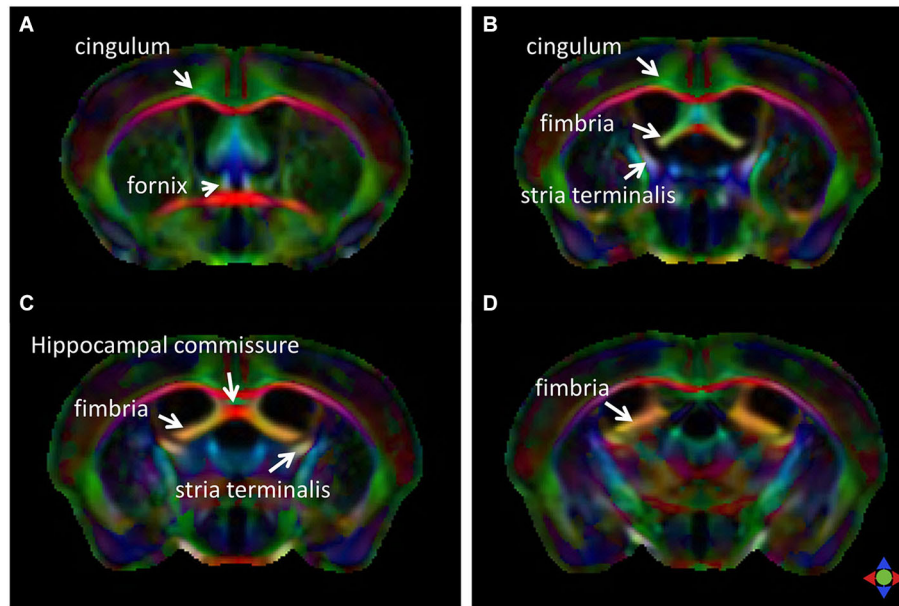 A
cingulum
fornix
B
cingulum
fimbria
stria terminalis
C
Hippocampal commissure
fimbria
stria terminalis
D
fimbria